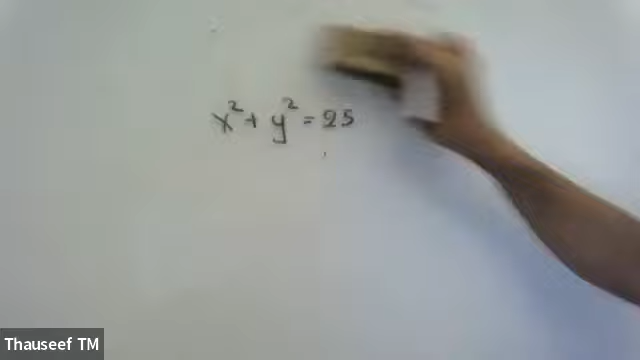 x² + y² = 25
Thauseef TM